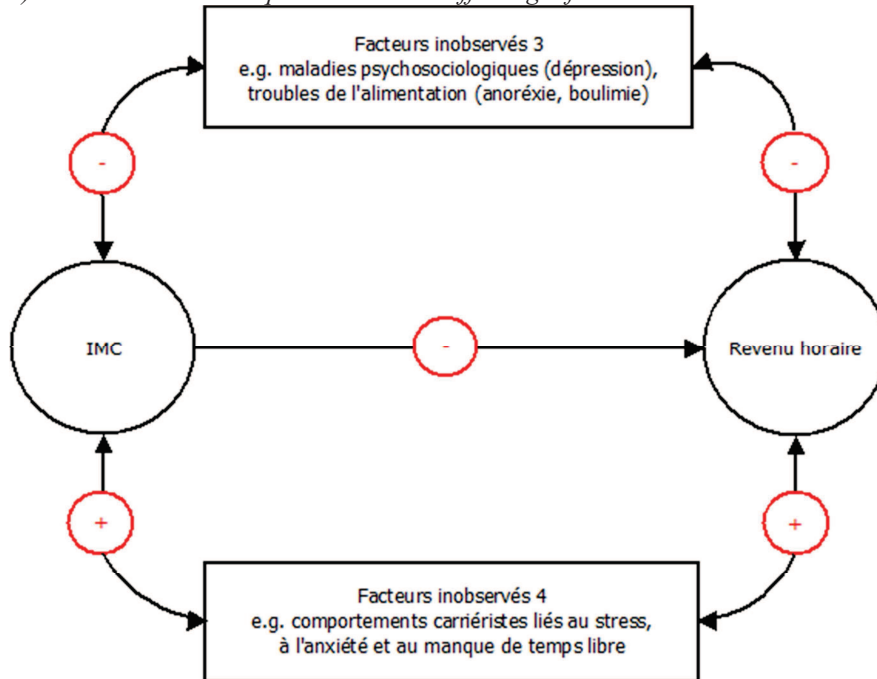 Facteurs inobservés 3
e.g. maladies psychosociologiques (dépression),
troubles de l'alimentation (anoréxie, boulimie)
-
-
IMC
-
Revenu horaire
+
+
Facteurs inobservés 4
e.g. comportements carriéristes liés au stress,
à l'anxiété et au manque de temps libre